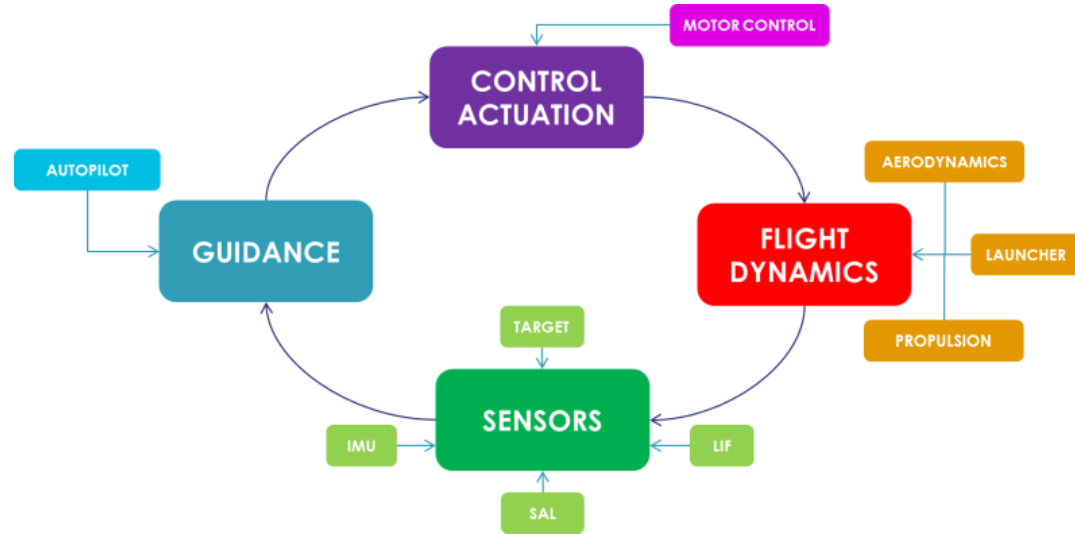 MOTOR CONTROL
CONTROL
ACTUATION
AUTOPILOT
AERODYNAMICS
GUIDANCE
FLIGHT
DYNAMICS
LAUNCHER
TARGET
PROPULSION
SENSORS
IMU
LIF
SAL